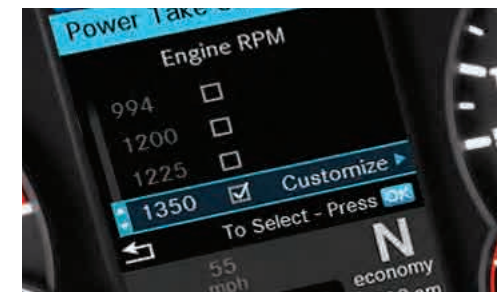 Power Take
Engine RPM
994
1200
1225
1350 Customize
To Select - Press OK
55
mph
N
economy